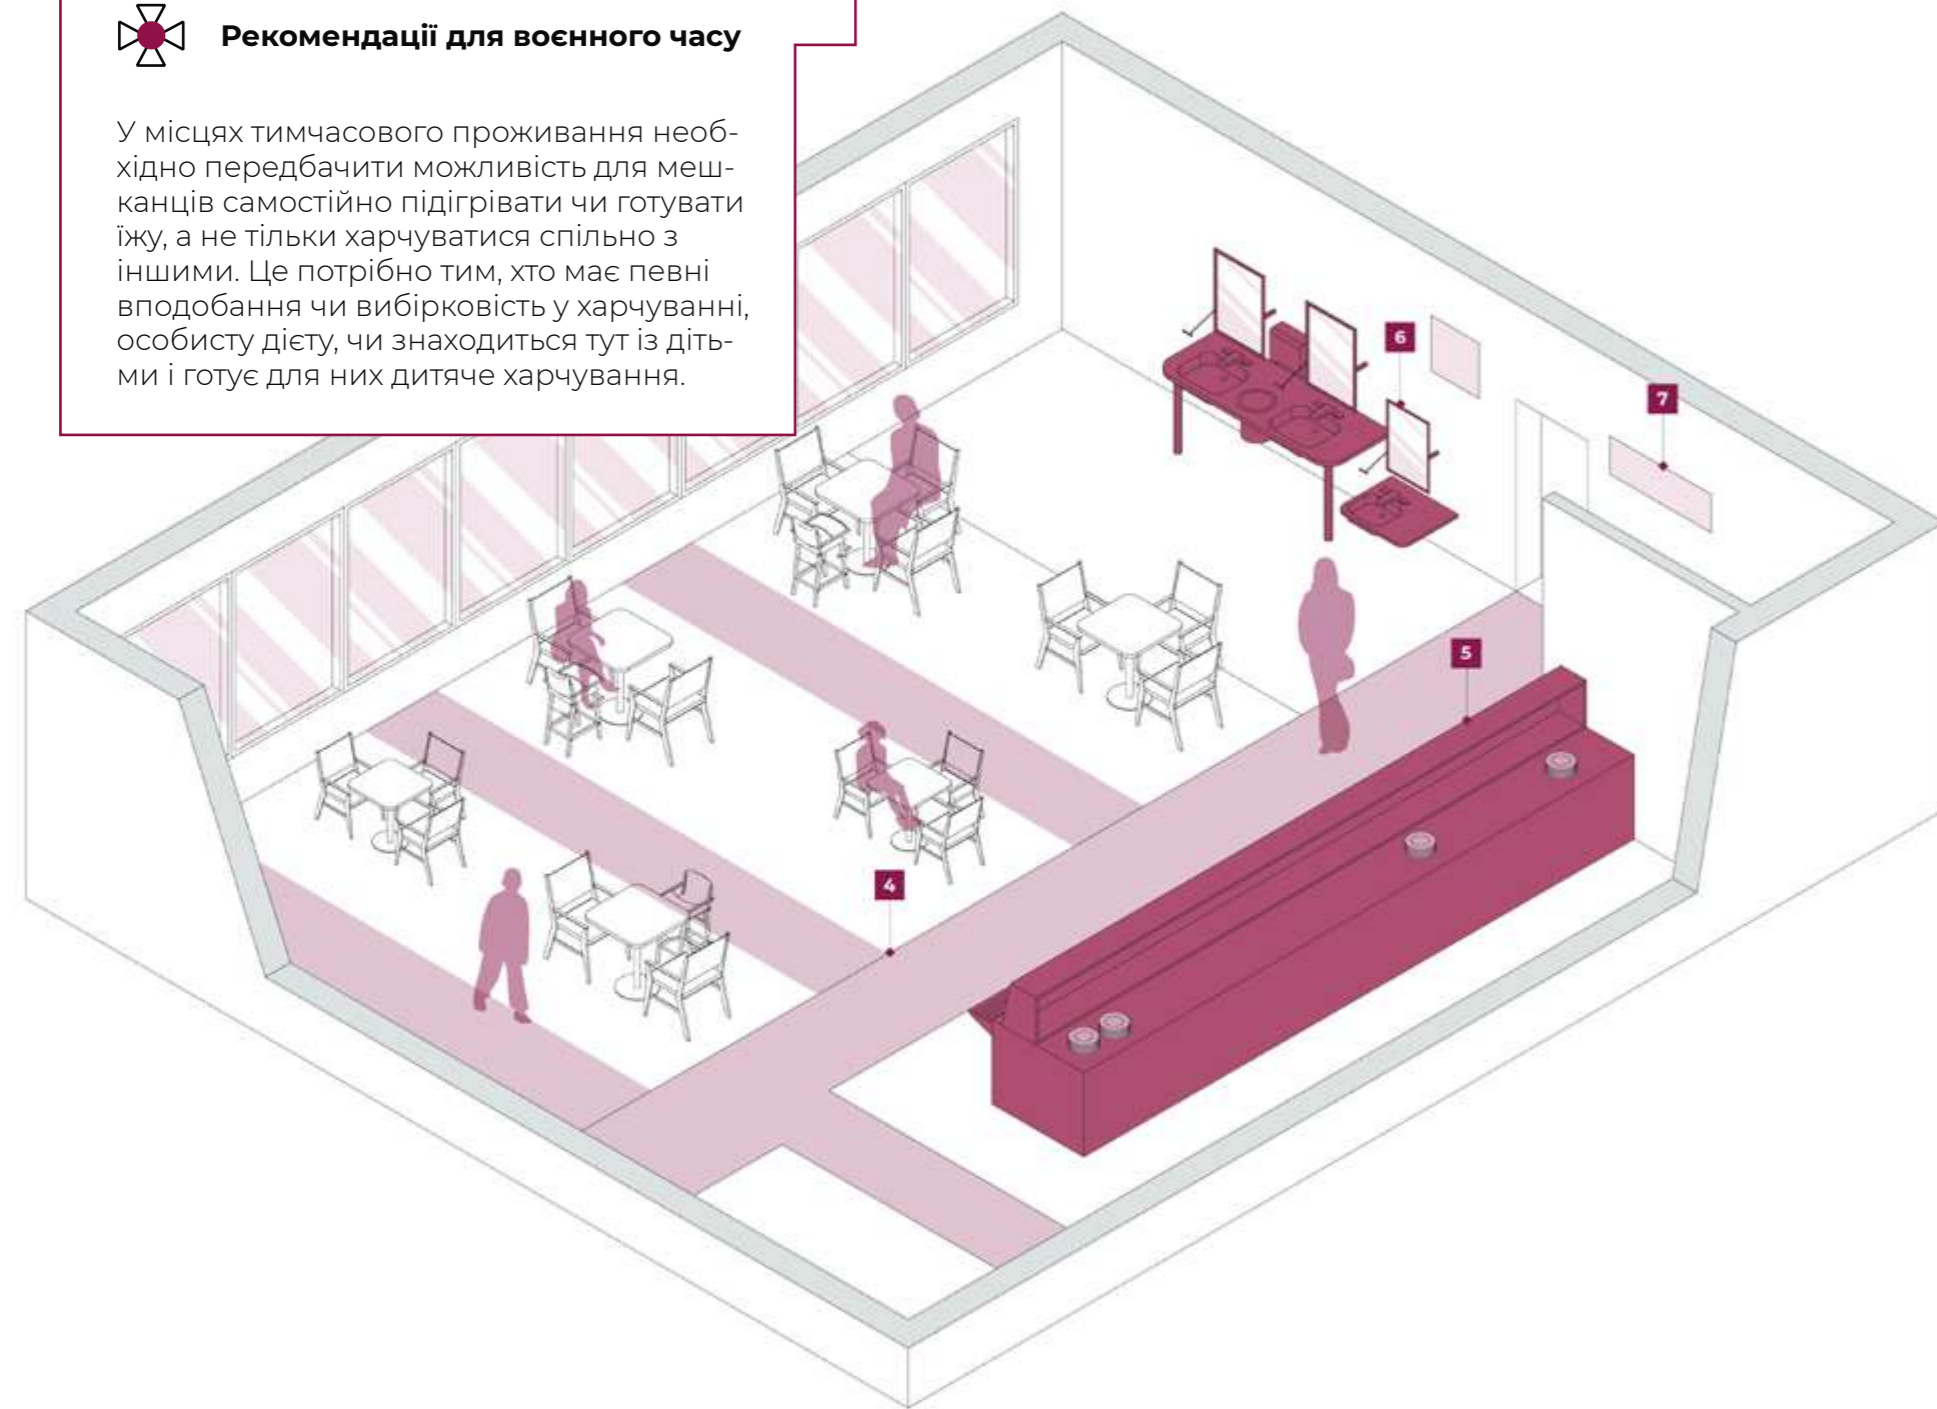 Рекомендації для воєнного часу
У місцях тимчасового проживання необ-
хідно передбачити можливість для меш-
канців самостійно підігрівати чи готувати
їжу, а не тільки харчуватися спільно з
іншими. Це потрібно тим, хто має певні
вподобання чи вибірковість у харчуванні,
особисту дієту, чи знаходиться тут із діть-
ми і готує для них дитяче харчування.
6
7
5
4